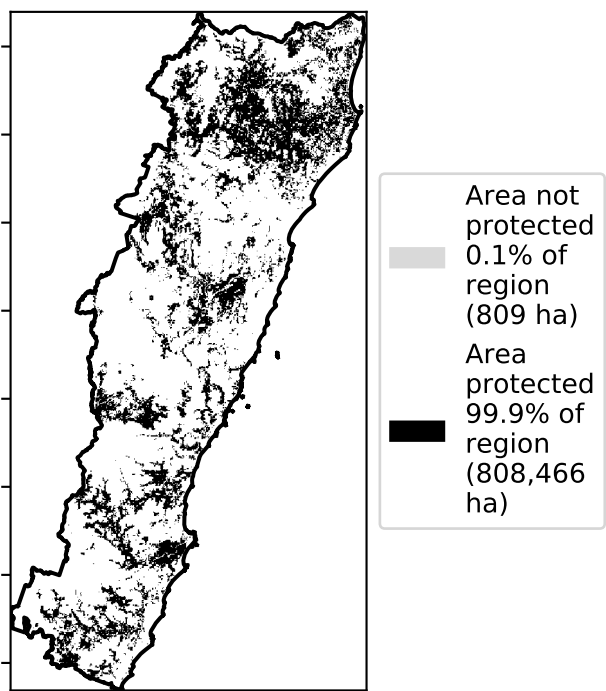 Area not
protected
0.1% of
region
(809 ha)
Area
protected
99.9% of
region
(808,466
ha)